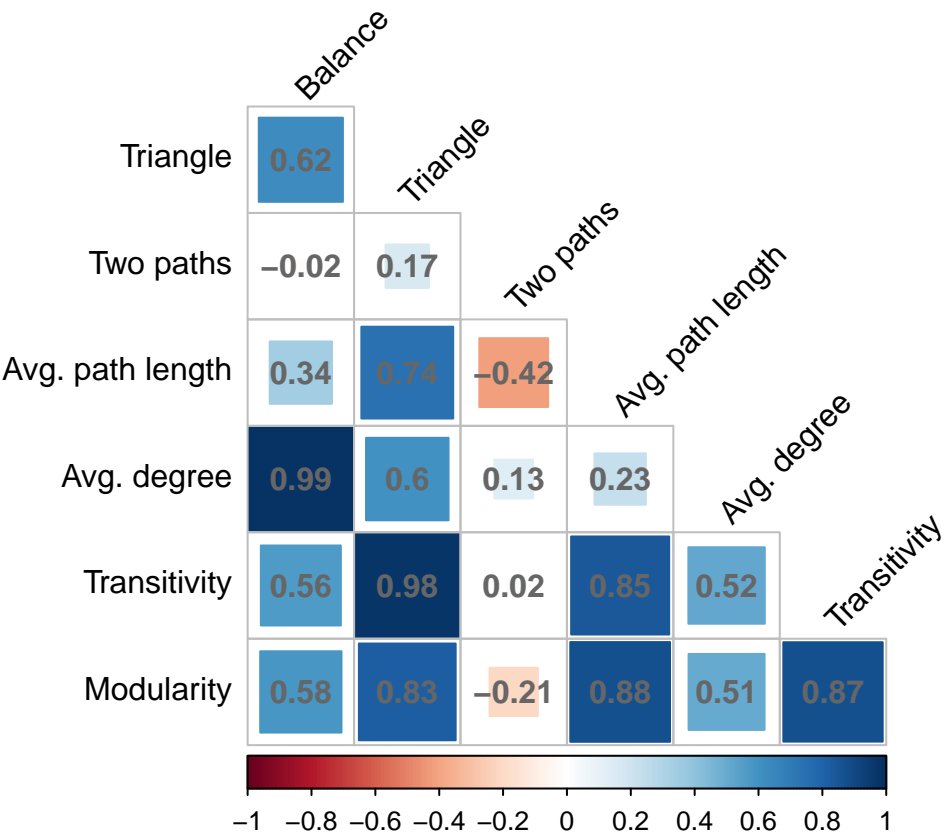 Balance
Triangle 0.62 Triangle
Two paths −0.02 0.17 Two paths
Avg. path length 0.34 0.74 −0.42 Avg. path length
Avg. degree 0.99 0.6 0.13 0.23 Avg. degree
Transitivity 0.56 0.98 0.02 0.85 0.52 Transitivity
Modularity 0.58 0.83 −0.21 0.88 0.51 0.87
−1 −0.8 −0.6 −0.4 −0.2 0 0.2 0.4 0.6 0.8 1